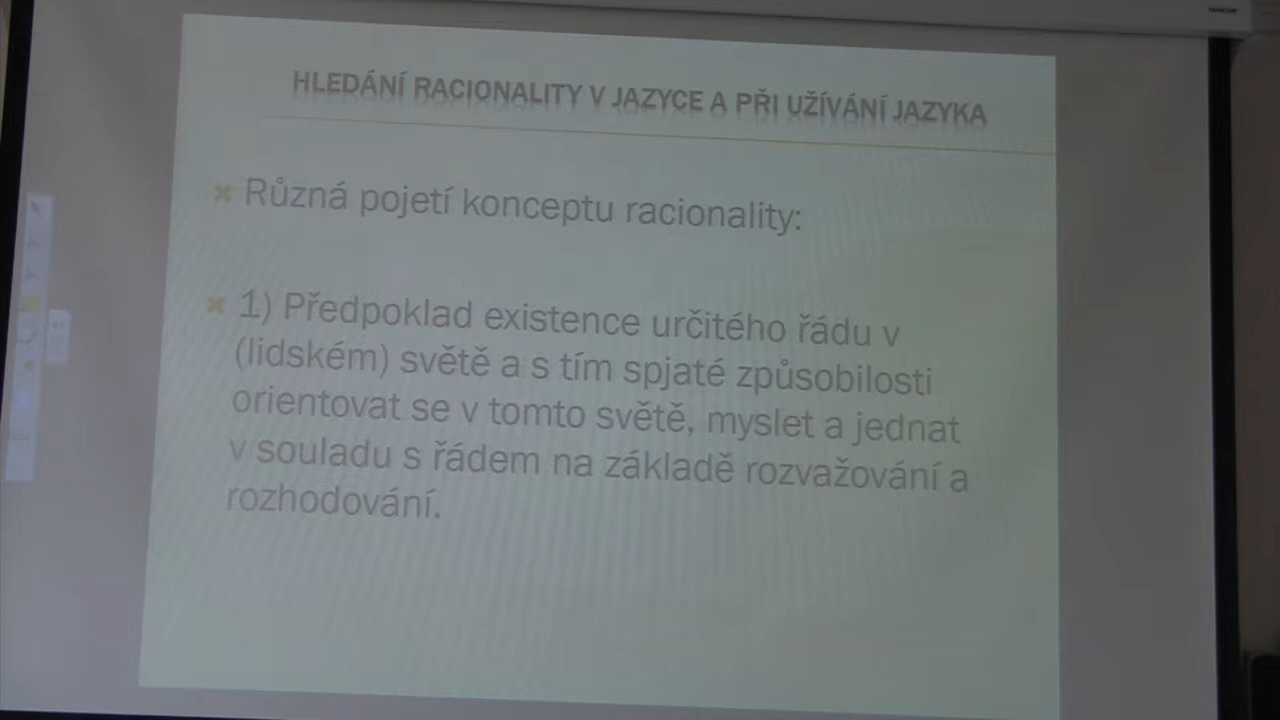 HLEDÁNÍ RACIONALITY V JAZYCE A PŘI UŽÍVÁNÍ JAZYKA
Různá pojetí konceptu racionality:
1) Předpoklad existence určitého řádu v
(lidském) světě a s tím spjaté způsobilosti
orientovat se v tomto světě, myslet a jednat
v souladu s řádem na základě rozvažování a
rozhodování.